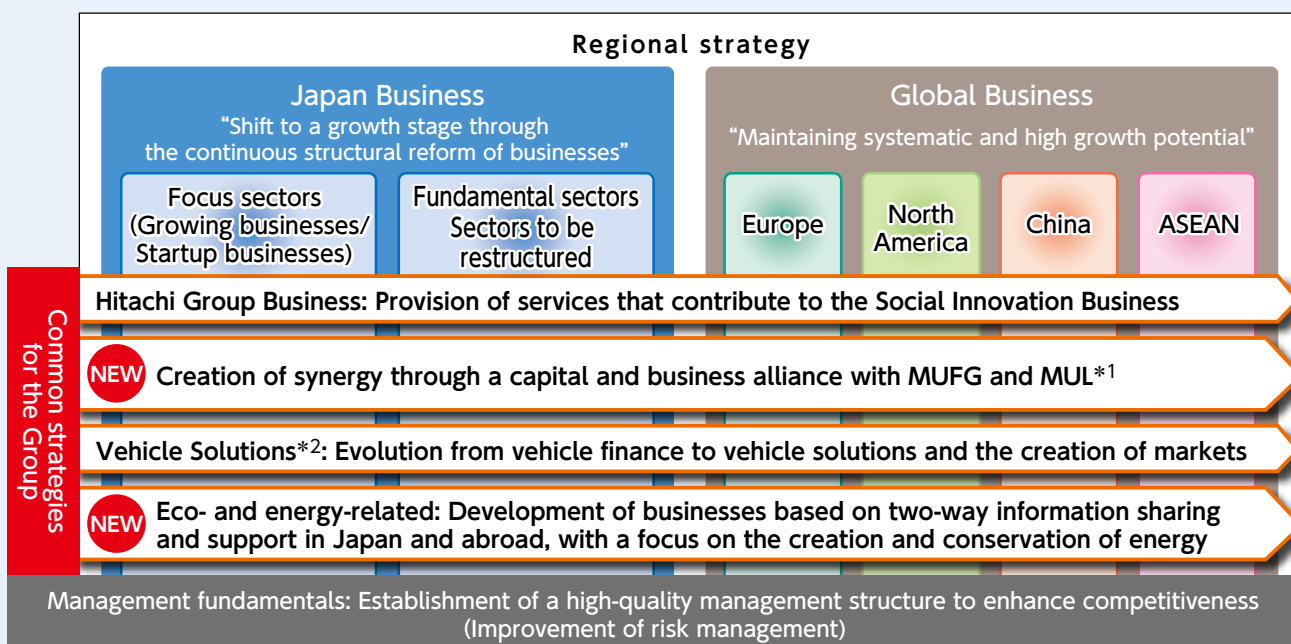 Regional strategy
Japan Business
“Shift to a growth stage through
the continuous structural reform of businesses”
Focus sectors
(Growing businesses/
Startup businesses)
Fundamental sectors
Sectors to be
restructured
Global Business
“Maintaining systematic and high growth potential”
Europe
North
America
China
ASEAN
Common strategies
for the Group
Hitachi Group Business: Provision of services that contribute to the Social Innovation Business
NEW Creation of synergy through a capital and business alliance with MUFG and MUL*1
Vehicle Solutions*2: Evolution from vehicle finance to vehicle solutions and the creation of markets
NEW Eco- and energy-related: Development of businesses based on two-way information sharing
and support in Japan and abroad, with a focus on the creation and conservation of energy
Management fundamentals: Establishment of a high-quality management structure to enhance competitiveness
(Improvement of risk management)